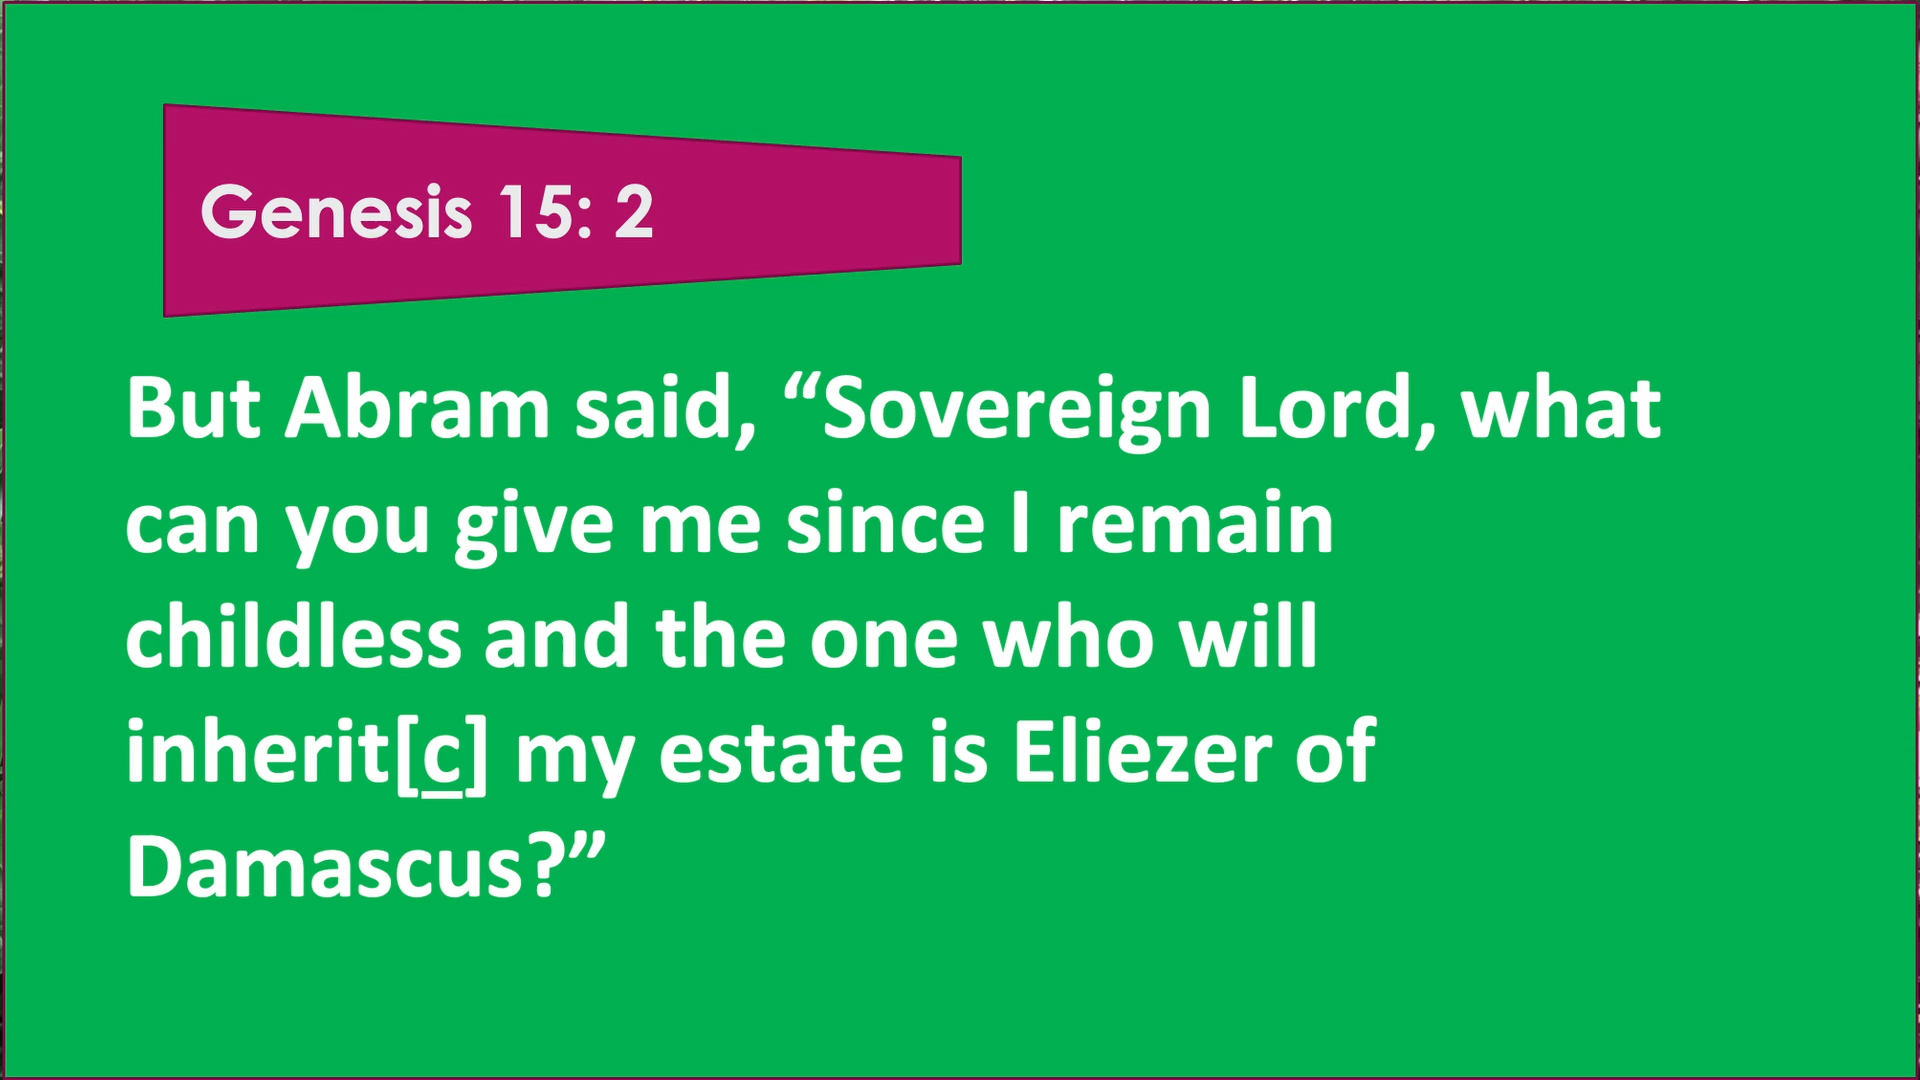 Genesis 15: 2
But Abram said, “Sovereign Lord, what
can you give me since I remain
childless and the one who will
inherit[c] my estate is Eliezer of
Damascus?”